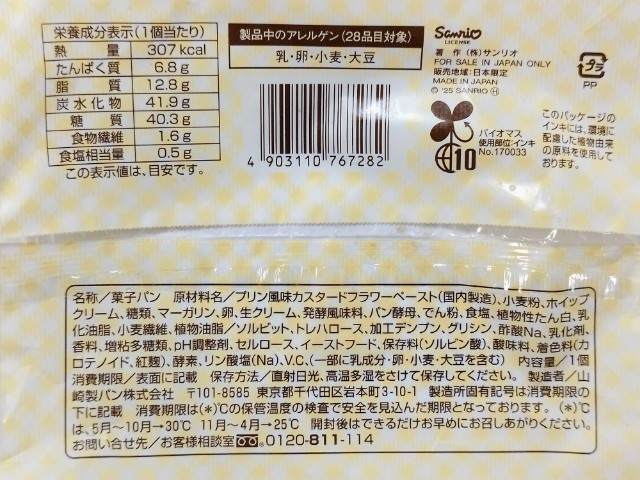 栄養成分表示(1個当たり)
熱量 307kcal
たんぱく質 6.8g
脂質 12.8g
炭水化物 41.9g
糖質 40.3g
食物繊維 1.6g
食塩相当量 0.5g
この表示値は、目安です。
製品中のアレルゲン(28品目対象)
乳・卵・小麦・大豆
4 903110 767282
Sanrio
LICENSE
著作(株)サンリオ
FOR SALE IN JAPAN ONLY
販売地域:日本限定
MADE IN JAPAN
©'25 SANRIO Ⓗ
バイオマス
使用部位:インキ
No.170033
10
プラ
PP
このパッケージの
インキには、環境に
配慮した植物由来
の原料を使用して
おります。
名称/菓子パン 原材料名/プリン風味カスタードフラワーペースト(国内製造)、小麦粉、ホイップ
クリーム、糖類、マーガリン、卵、生クリーム、発酵風味料、パン酵母、でん粉、食塩、植物性たん白、乳
化油脂、小麦繊維、植物油脂/ソルビット、トレハロース、加工デンプン、グリシン、酢酸Na、乳化剤、
香料、増粘多糖類、pH調整剤、セルロース、イーストフード、保存料(ソルビン酸)、酸味料、着色料(カ
ロテノイド、紅麹)、酵素、リン酸塩(Na)、V.C、(一部に乳成分・卵・小麦・大豆を含む) 内容量/1個
消費期限/表面に記載 保存方法/直射日光、高温多湿をさけて保存してください。 製造者/山
崎製パン株式会社 〒101-8585 東京都千代田区岩本町3-10-1 製造所固有記号は消費期限
の下に記載 消費期限は(*)℃の保管温度の検査で安全を見込んだ期限となっております。(*)℃
は、5月~10月→30℃ 11月~4月→25℃ 開封後はできるだけお早めにお召しあがりください。
お問い合せ先/お客様相談室 0120-811-114